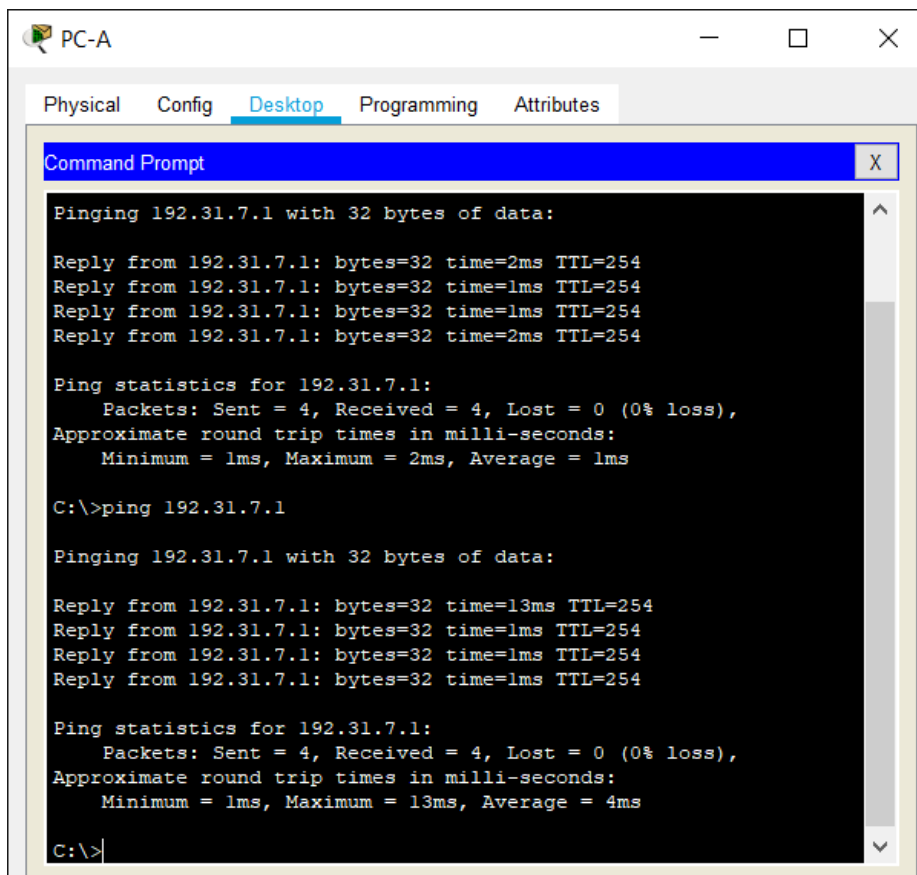 PC-A
Physical Config Desktop Programming Attributes
Command Prompt X
Pinging 192.31.7.1 with 32 bytes of data:
Reply from 192.31.7.1: bytes=32 time=2ms TTL=254
Reply from 192.31.7.1: bytes=32 time=1ms TTL=254
Reply from 192.31.7.1: bytes=32 time=1ms TTL=254
Reply from 192.31.7.1: bytes=32 time=2ms TTL=254
Ping statistics for 192.31.7.1:
Packets: Sent = 4, Received = 4, Lost = 0 (0% loss),
Approximate round trip times in milli-seconds:
Minimum = 1ms, Maximum = 2ms, Average = 1ms
C:\>ping 192.31.7.1
Pinging 192.31.7.1 with 32 bytes of data:
Reply from 192.31.7.1: bytes=32 time=13ms TTL=254
Reply from 192.31.7.1: bytes=32 time=1ms TTL=254
Reply from 192.31.7.1: bytes=32 time=1ms TTL=254
Reply from 192.31.7.1: bytes=32 time=1ms TTL=254
Ping statistics for 192.31.7.1:
Packets: Sent = 4, Received = 4, Lost = 0 (0% loss),
Approximate round trip times in milli-seconds:
Minimum = 1ms, Maximum = 13ms, Average = 4ms
C:\>